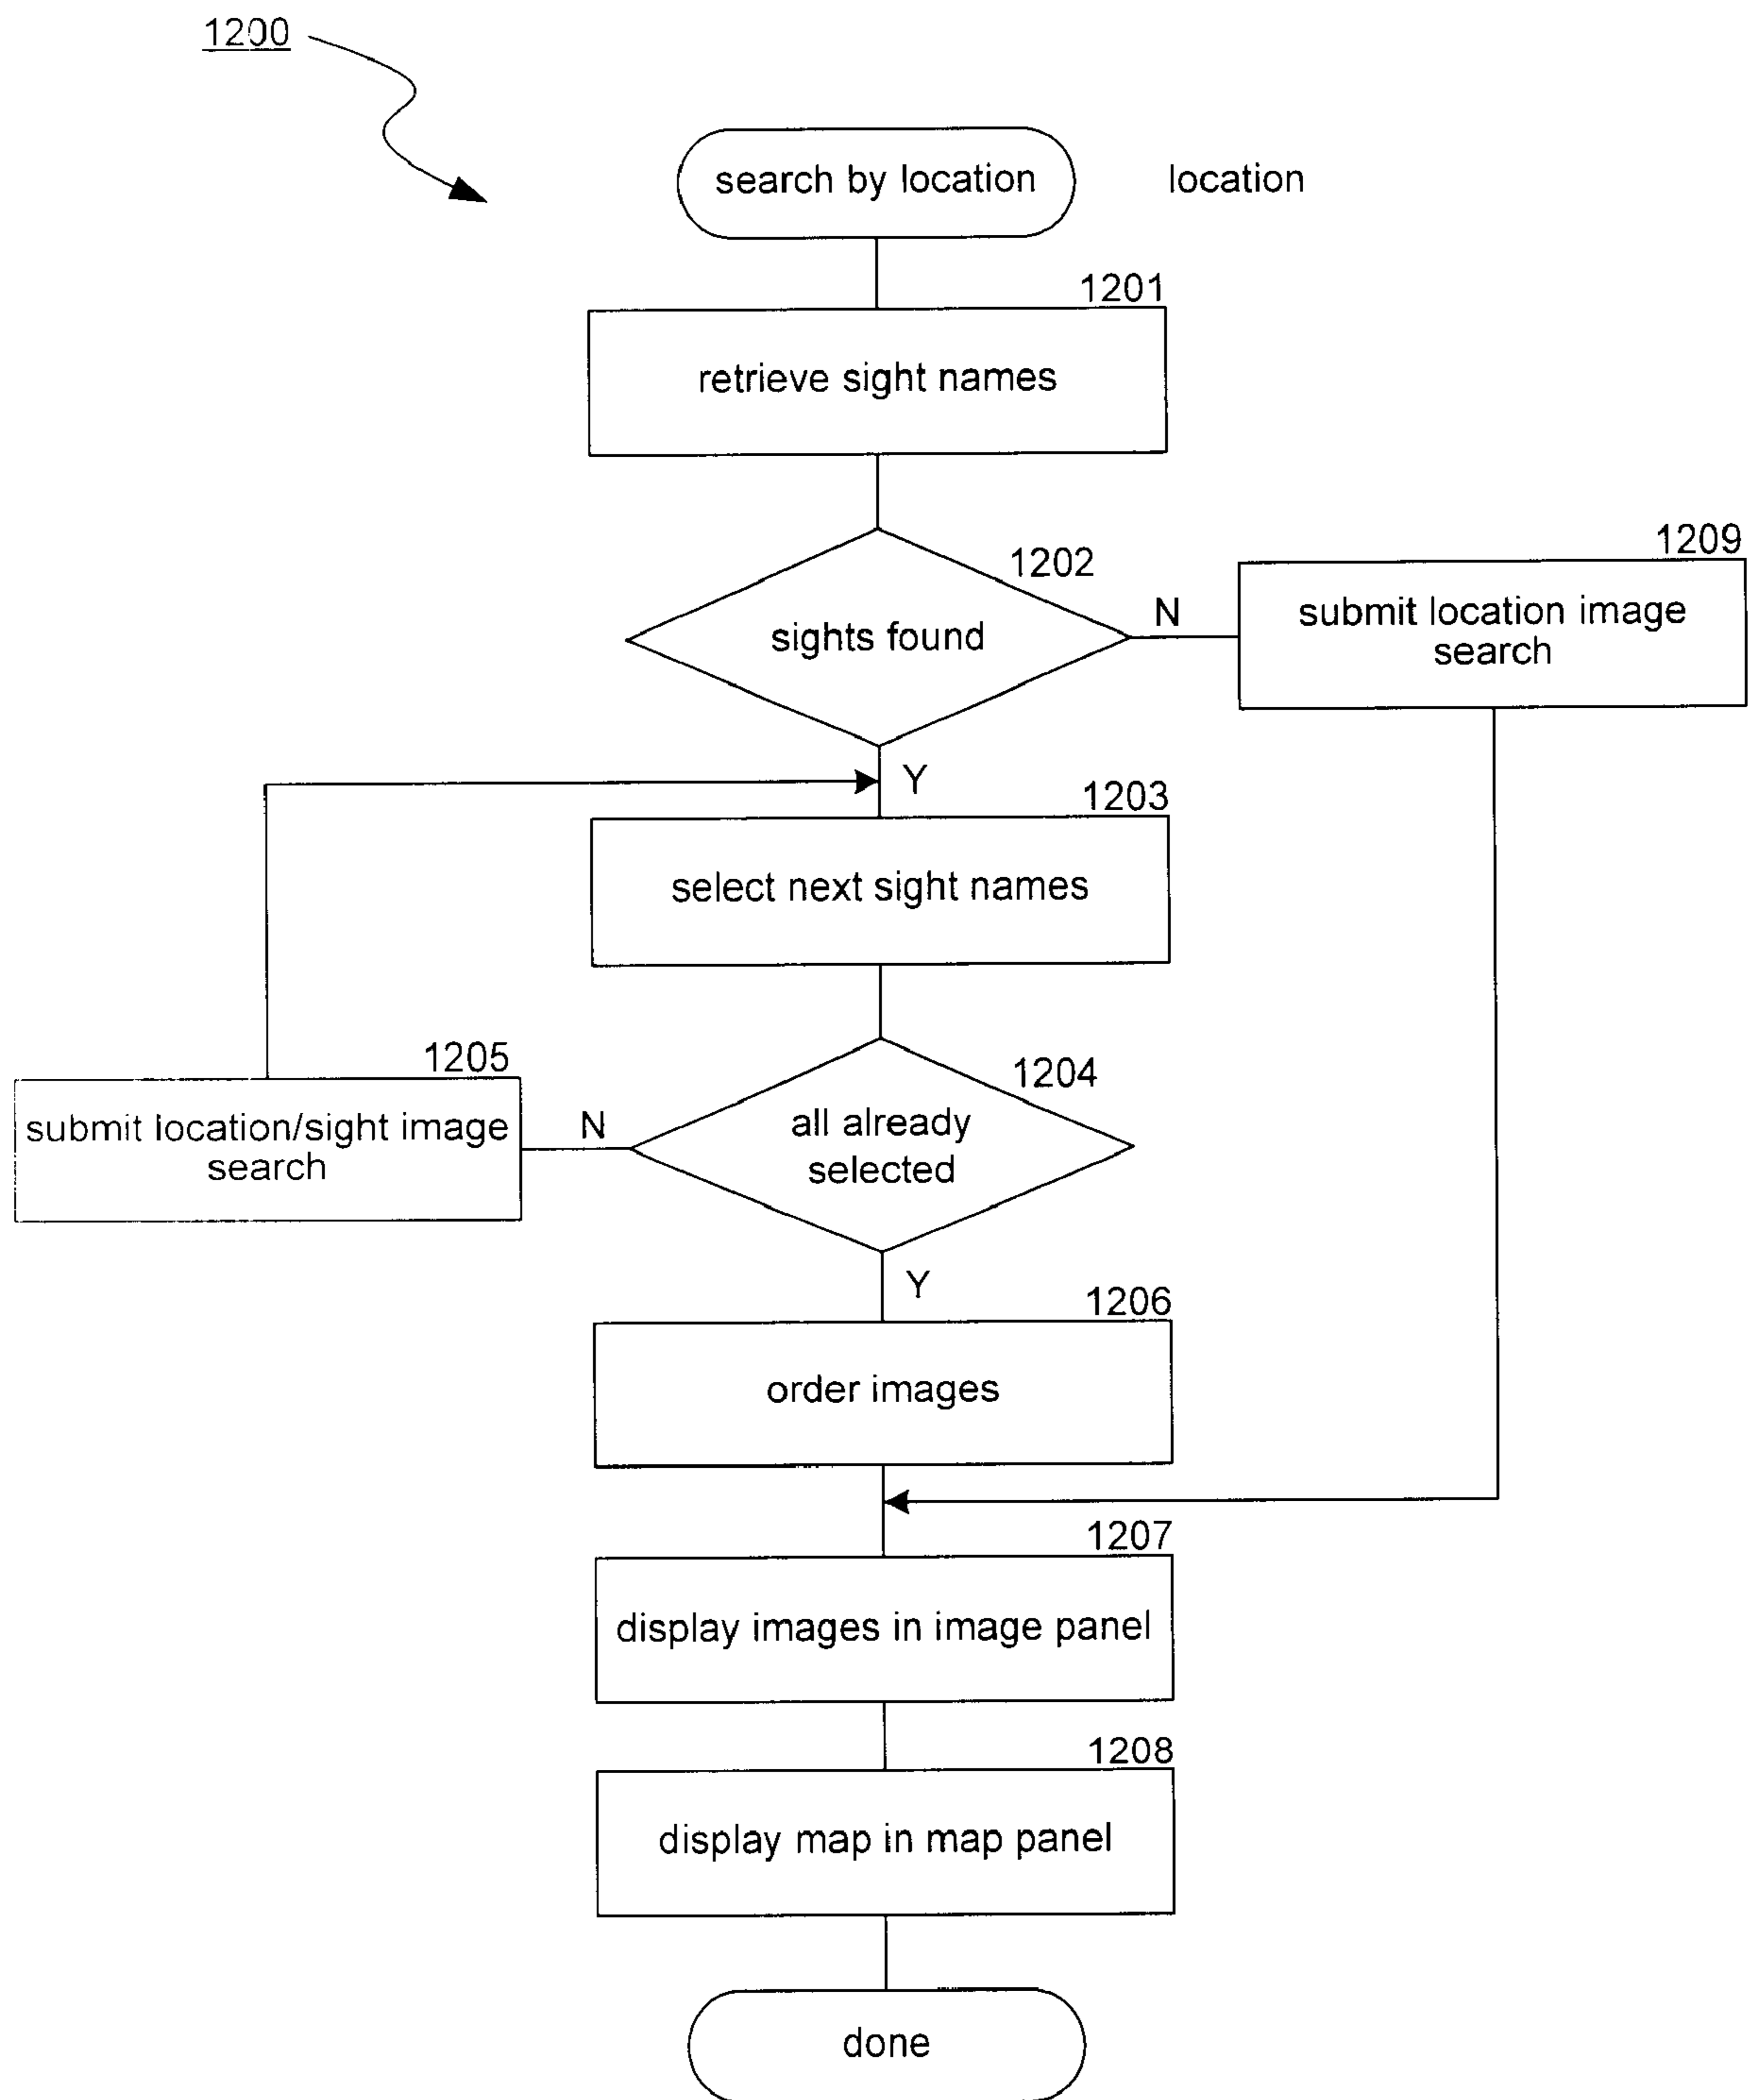 1200
search by location
location
1201
retrieve sight names
1202
sights found
N
1209
submit location image
search
Y
1203
select next sight names
1204
all already
selected
N
1205
submit location/sight image
search
Y
1206
order images
1207
display images in image panel
1208
display map in map panel
done